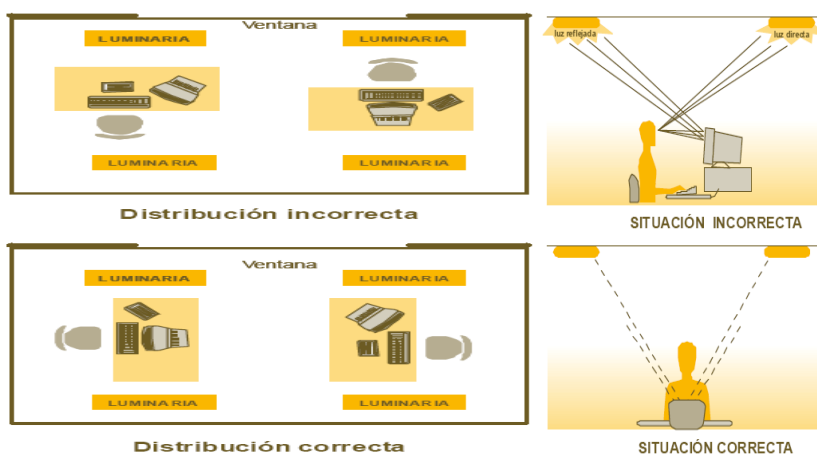 Ventana
LUMINARIA
LUMINARIA
LUMINARIA
LUMINARIA
Distribución incorrecta
luz reflejada
luz directa
SITUACIÓN INCORRECTA
Ventana
LUMINARIA
LUMINARIA
LUMINARIA
LUMINARIA
Distribución correcta
SITUACIÓN CORRECTA